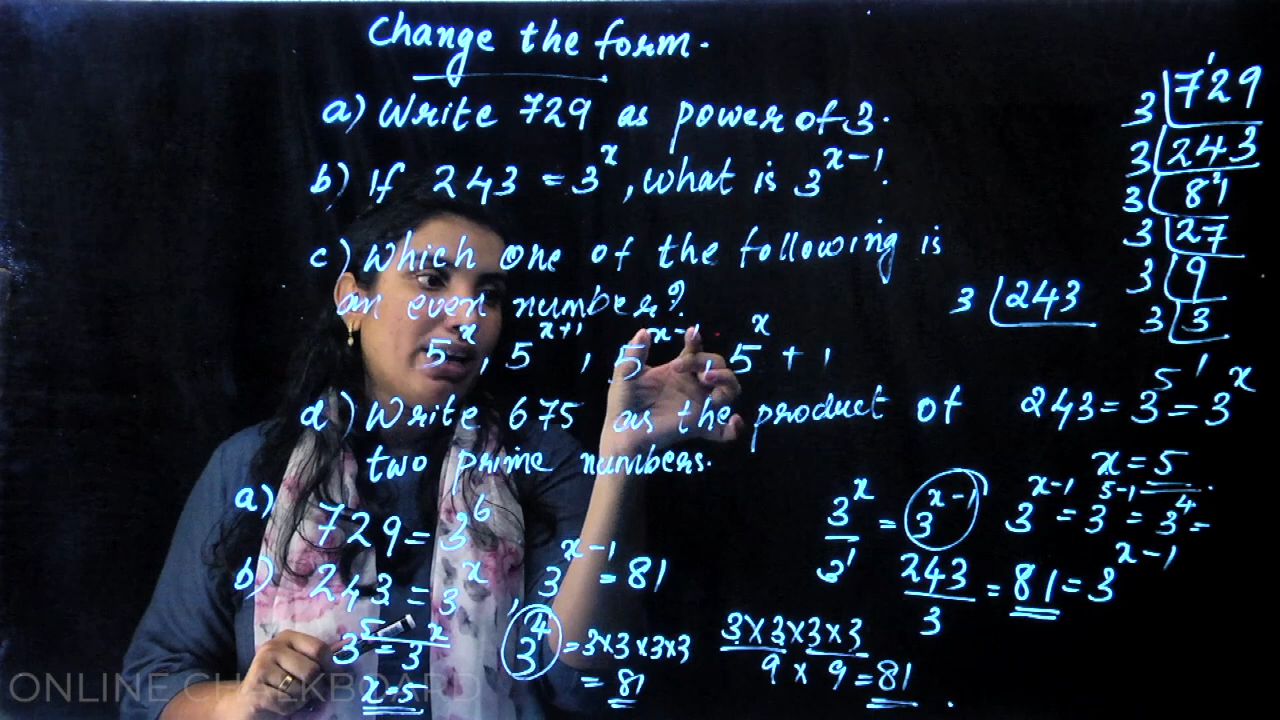 Change the form.
a) Write 729 as power of 3.
b) If 243 = 3^x, what is 3^x-1.
c) Which one of the following is
an even number?
5^x, 5^x+1, 5^x-1, 5^x + 1
d) Write 675 as the product of
two prime numbers.
a) 729 = 3^6
b) 243 = 3^x, 3^x-1 = 81
3^5 = 3^x
x = 5
3^4 = 3×3×3×3
= 81
3×3×3×3
9 × 9 = 81
3 | 729
3 | 243
3 | 81
3 | 27
3 | 9
3 | 3
1
3 | 243
243 = 3^5 = 3^x
x = 5
3^x / 3^1 = 3^x-1
3^x-1 = 3^5-1 = 3^4 =
243 / 3 = 81 = 3^x-1
ONLINE CHALKBOARD